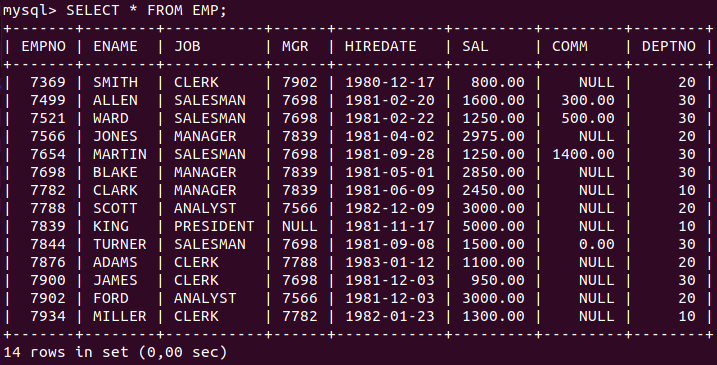 mysql> SELECT * FROM EMP;
+-------+--------+-----------+------+------------+---------+---------+--------+
| EMPNO | ENAME  | JOB       | MGR  | HIREDATE   | SAL     | COMM    | DEPTNO |
+-------+--------+-----------+------+------------+---------+---------+--------+
|  7369 | SMITH  | CLERK     | 7902 | 1980-12-17 |  800.00 |    NULL |     20 |
|  7499 | ALLEN  | SALESMAN  | 7698 | 1981-02-20 | 1600.00 |  300.00 |     30 |
|  7521 | WARD   | SALESMAN  | 7698 | 1981-02-22 | 1250.00 |  500.00 |     30 |
|  7566 | JONES  | MANAGER   | 7839 | 1981-04-02 | 2975.00 |    NULL |     20 |
|  7654 | MARTIN | SALESMAN  | 7698 | 1981-09-28 | 1250.00 | 1400.00 |     30 |
|  7698 | BLAKE  | MANAGER   | 7839 | 1981-05-01 | 2850.00 |    NULL |     30 |
|  7782 | CLARK  | MANAGER   | 7839 | 1981-06-09 | 2450.00 |    NULL |     10 |
|  7788 | SCOTT  | ANALYST   | 7566 | 1982-12-09 | 3000.00 |    NULL |     20 |
|  7839 | KING   | PRESIDENT | NULL | 1981-11-17 | 5000.00 |    NULL |     10 |
|  7844 | TURNER | SALESMAN  | 7698 | 1981-09-08 | 1500.00 |    0.00 |     30 |
|  7876 | ADAMS  | CLERK     | 7788 | 1983-01-12 | 1100.00 |    NULL |     20 |
|  7900 | JAMES  | CLERK     | 7698 | 1981-12-03 |  950.00 |    NULL |     30 |
|  7902 | FORD   | ANALYST   | 7566 | 1981-12-03 | 3000.00 |    NULL |     20 |
|  7934 | MILLER | CLERK     | 7782 | 1982-01-23 | 1300.00 |    NULL |     10 |
+-------+--------+-----------+------+------------+---------+---------+--------+
14 rows in set (0,00 sec)